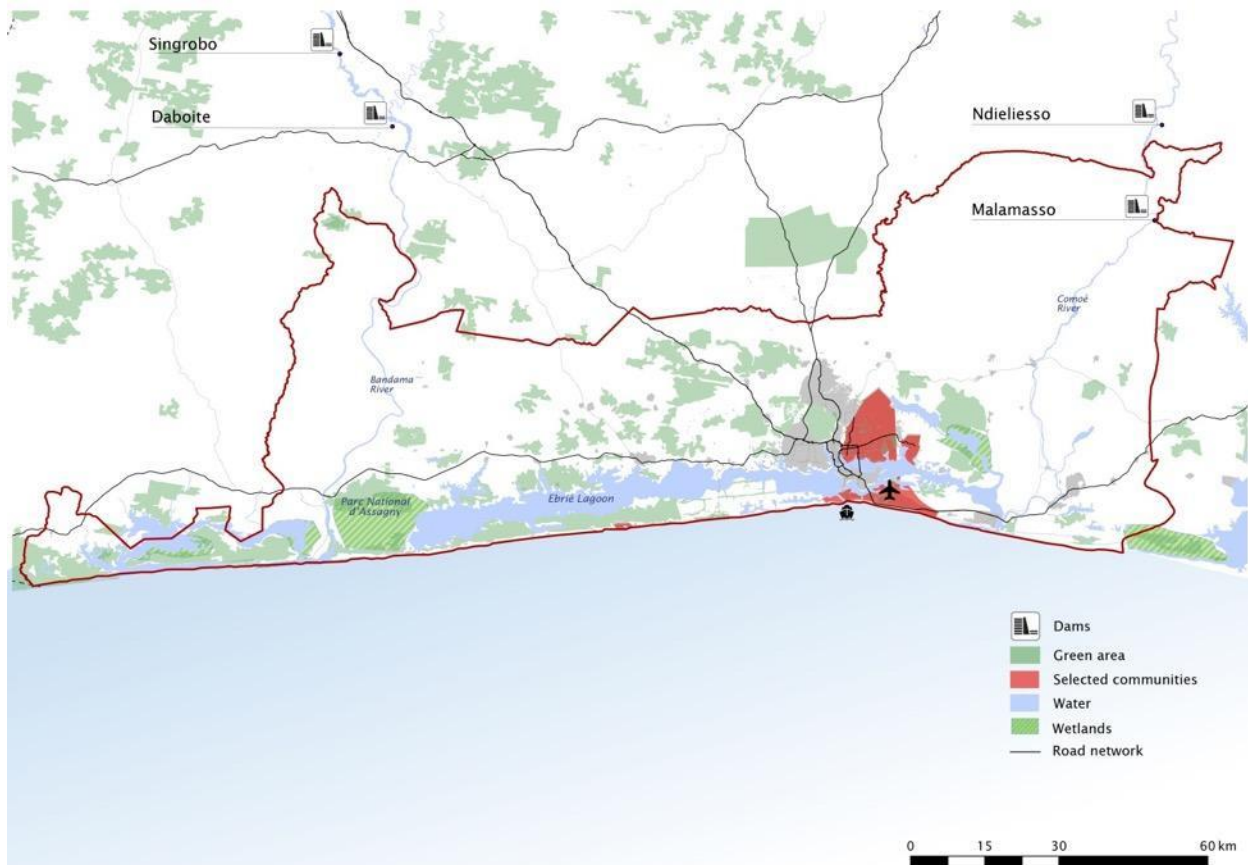 Singrobo
Daboite
Ndieliesso
Malamasso
Comoé
River
Bandama
River
Parc National
d'Assagny
Ebrié Lagoon
Dams
Green area
Selected communities
Water
Wetlands
Road network
0 15 30 60 km